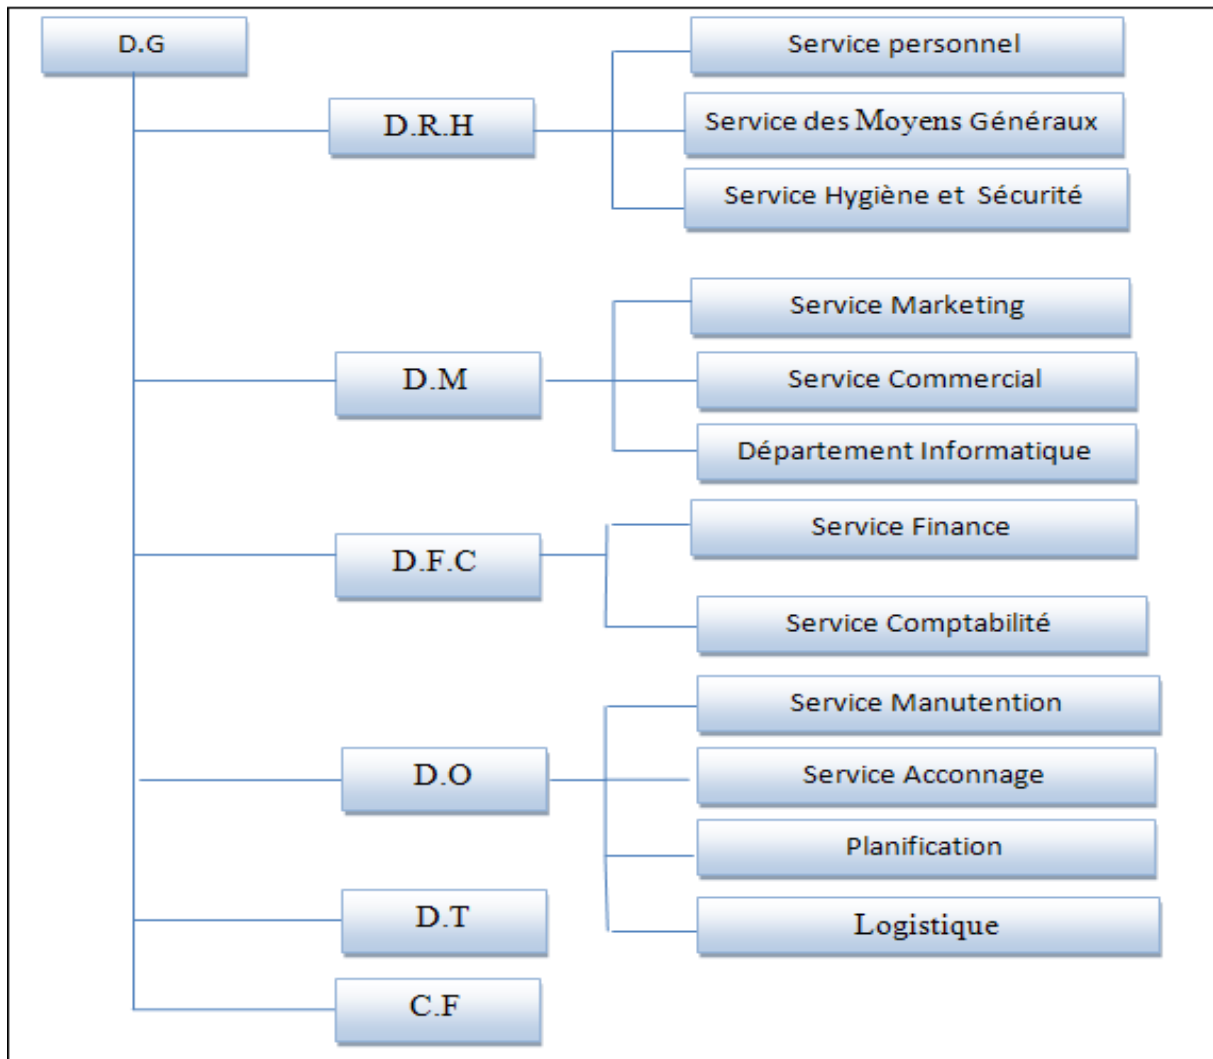 D.G
D.R.H
Service personnel
Service des Moyens Généraux
Service Hygiène et Sécurité
D.M
Service Marketing
Service Commercial
Département Informatique
D.F.C
Service Finance
Service Comptabilité
D.O
Service Manutention
Service Acconnage
Planification
Logistique
D.T
C.F